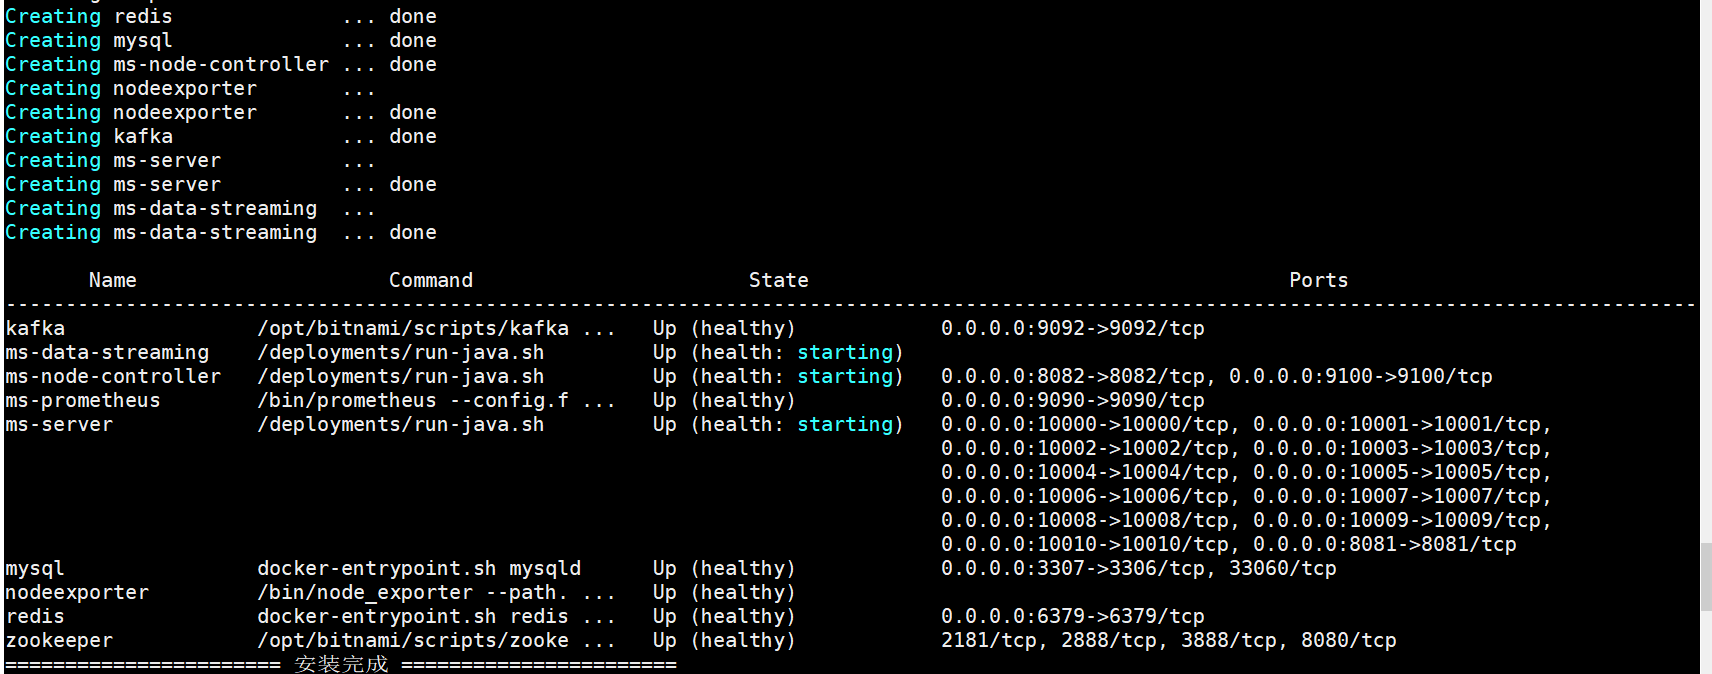 Creating redis              ... done
Creating mysql              ... done
Creating ms-node-controller ... done
Creating nodeexporter       ...
Creating nodeexporter       ... done
Creating kafka              ... done
Creating ms-server          ...
Creating ms-server          ... done
Creating ms-data-streaming  ...
Creating ms-data-streaming  ... done
Name Command State Ports
---------------------------------------------------------------------------------------------------------------------------------------------
kafka                /opt/bitnami/scripts/kafka ...   Up (healthy)            0.0.0.0:9092->9092/tcp
ms-data-streaming    /deployments/run-java.sh         Up (health: starting)
ms-node-controller   /deployments/run-java.sh         Up (health: starting)   0.0.0.0:8082->8082/tcp, 0.0.0.0:9100->9100/tcp
ms-prometheus        /bin/prometheus --config.f ...   Up (healthy)            0.0.0.0:9090->9090/tcp
ms-server            /deployments/run-java.sh         Up (health: starting)   0.0.0.0:10000->10000/tcp, 0.0.0.0:10001->10001/tcp,
0.0.0.0:10002->10002/tcp, 0.0.0.0:10003->10003/tcp,
0.0.0.0:10004->10004/tcp, 0.0.0.0:10005->10005/tcp,
0.0.0.0:10006->10006/tcp, 0.0.0.0:10007->10007/tcp,
0.0.0.0:10008->10008/tcp, 0.0.0.0:10009->10009/tcp,
0.0.0.0:10010->10010/tcp, 0.0.0.0:8081->8081/tcp
mysql                docker-entrypoint.sh mysqld      Up (healthy)            0.0.0.0:3307->3306/tcp, 33060/tcp
nodeexporter         /bin/node_exporter --path. ...   Up (healthy)
redis                docker-entrypoint.sh redis ...   Up (healthy)            0.0.0.0:6379->6379/tcp
zookeeper            /opt/bitnami/scripts/zooke ...   Up (healthy)            2181/tcp, 2888/tcp, 3888/tcp, 8080/tcp
======================= 安装完成 =======================